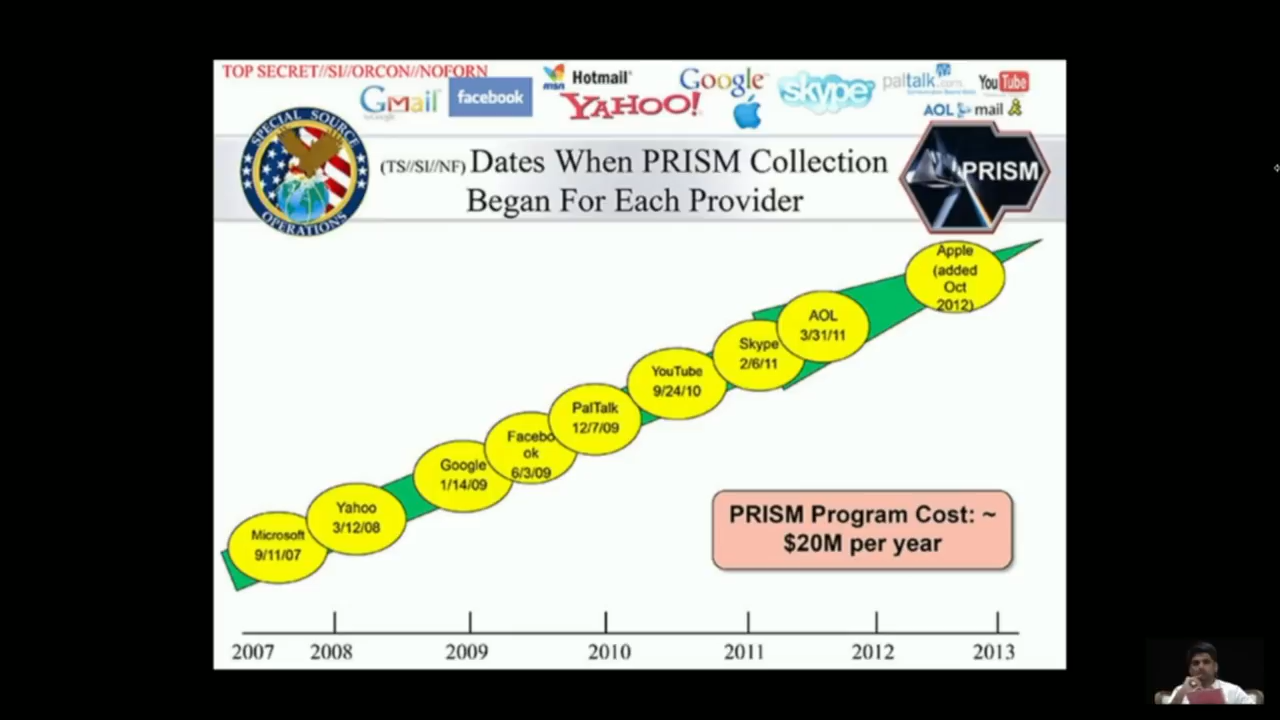 TOP SECRET//SI//ORCON//NOFORN
Gmail
by Google
facebook
msn Hotmail
YAHOO!
Google
skype
paltalk.com
YouTube
AOL mail
SPECIAL SOURCE
OPERATIONS
(TS//SI//NF) Dates When PRISM Collection
Began For Each Provider
PRISM
Apple
(added
Oct
2012)
AOL
3/31/11
Skype
2/6/11
YouTube
9/24/10
PalTalk
12/7/09
Facebo
ok
6/3/09
Google
1/14/09
Yahoo
3/12/08
Microsoft
9/11/07
PRISM Program Cost: ~
$20M per year
2007 2008 2009 2010 2011 2012 2013